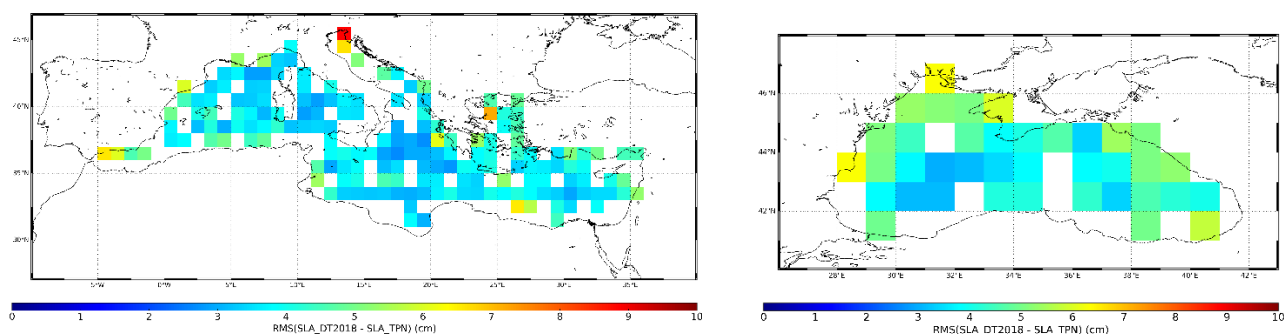 45°N
40°N
35°N
30°N
5°W 0°W 5°E 10°E 15°E 20°E 25°E 30°E 35°E
0 1 2 3 4 5 6 7 8 9 10
RMS(SLA_DT2018 - SLA_TPN) (cm)
46°N
44°N
42°N
28°E 30°E 32°E 34°E 36°E 38°E 40°E 42°E
0 1 2 3 4 5 6 7 8 9 10
RMS(SLA_DT2018 - SLA_TPN) (cm)